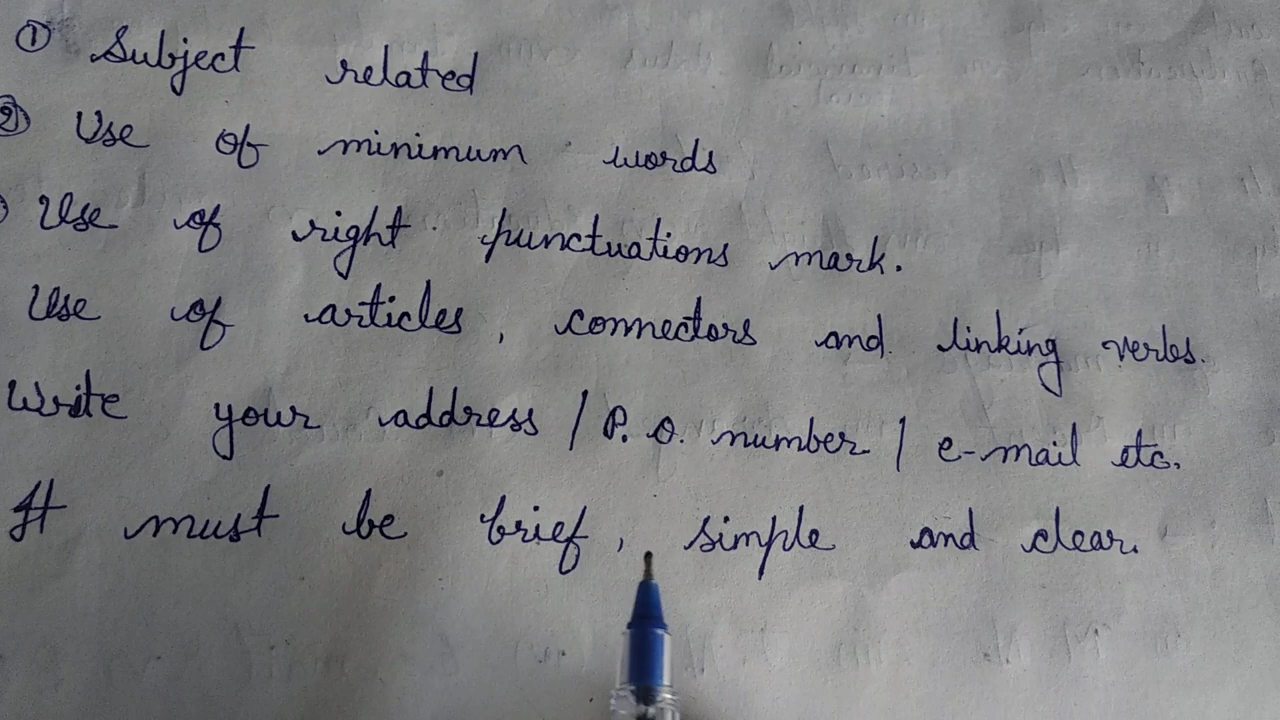 ① Subject related
② Use of minimum words
Use of right punctuations mark.
Use of articles, connectors and linking verbs.
Write your address / P. O. number / e-mail etc.
It must be brief, simple and clear.